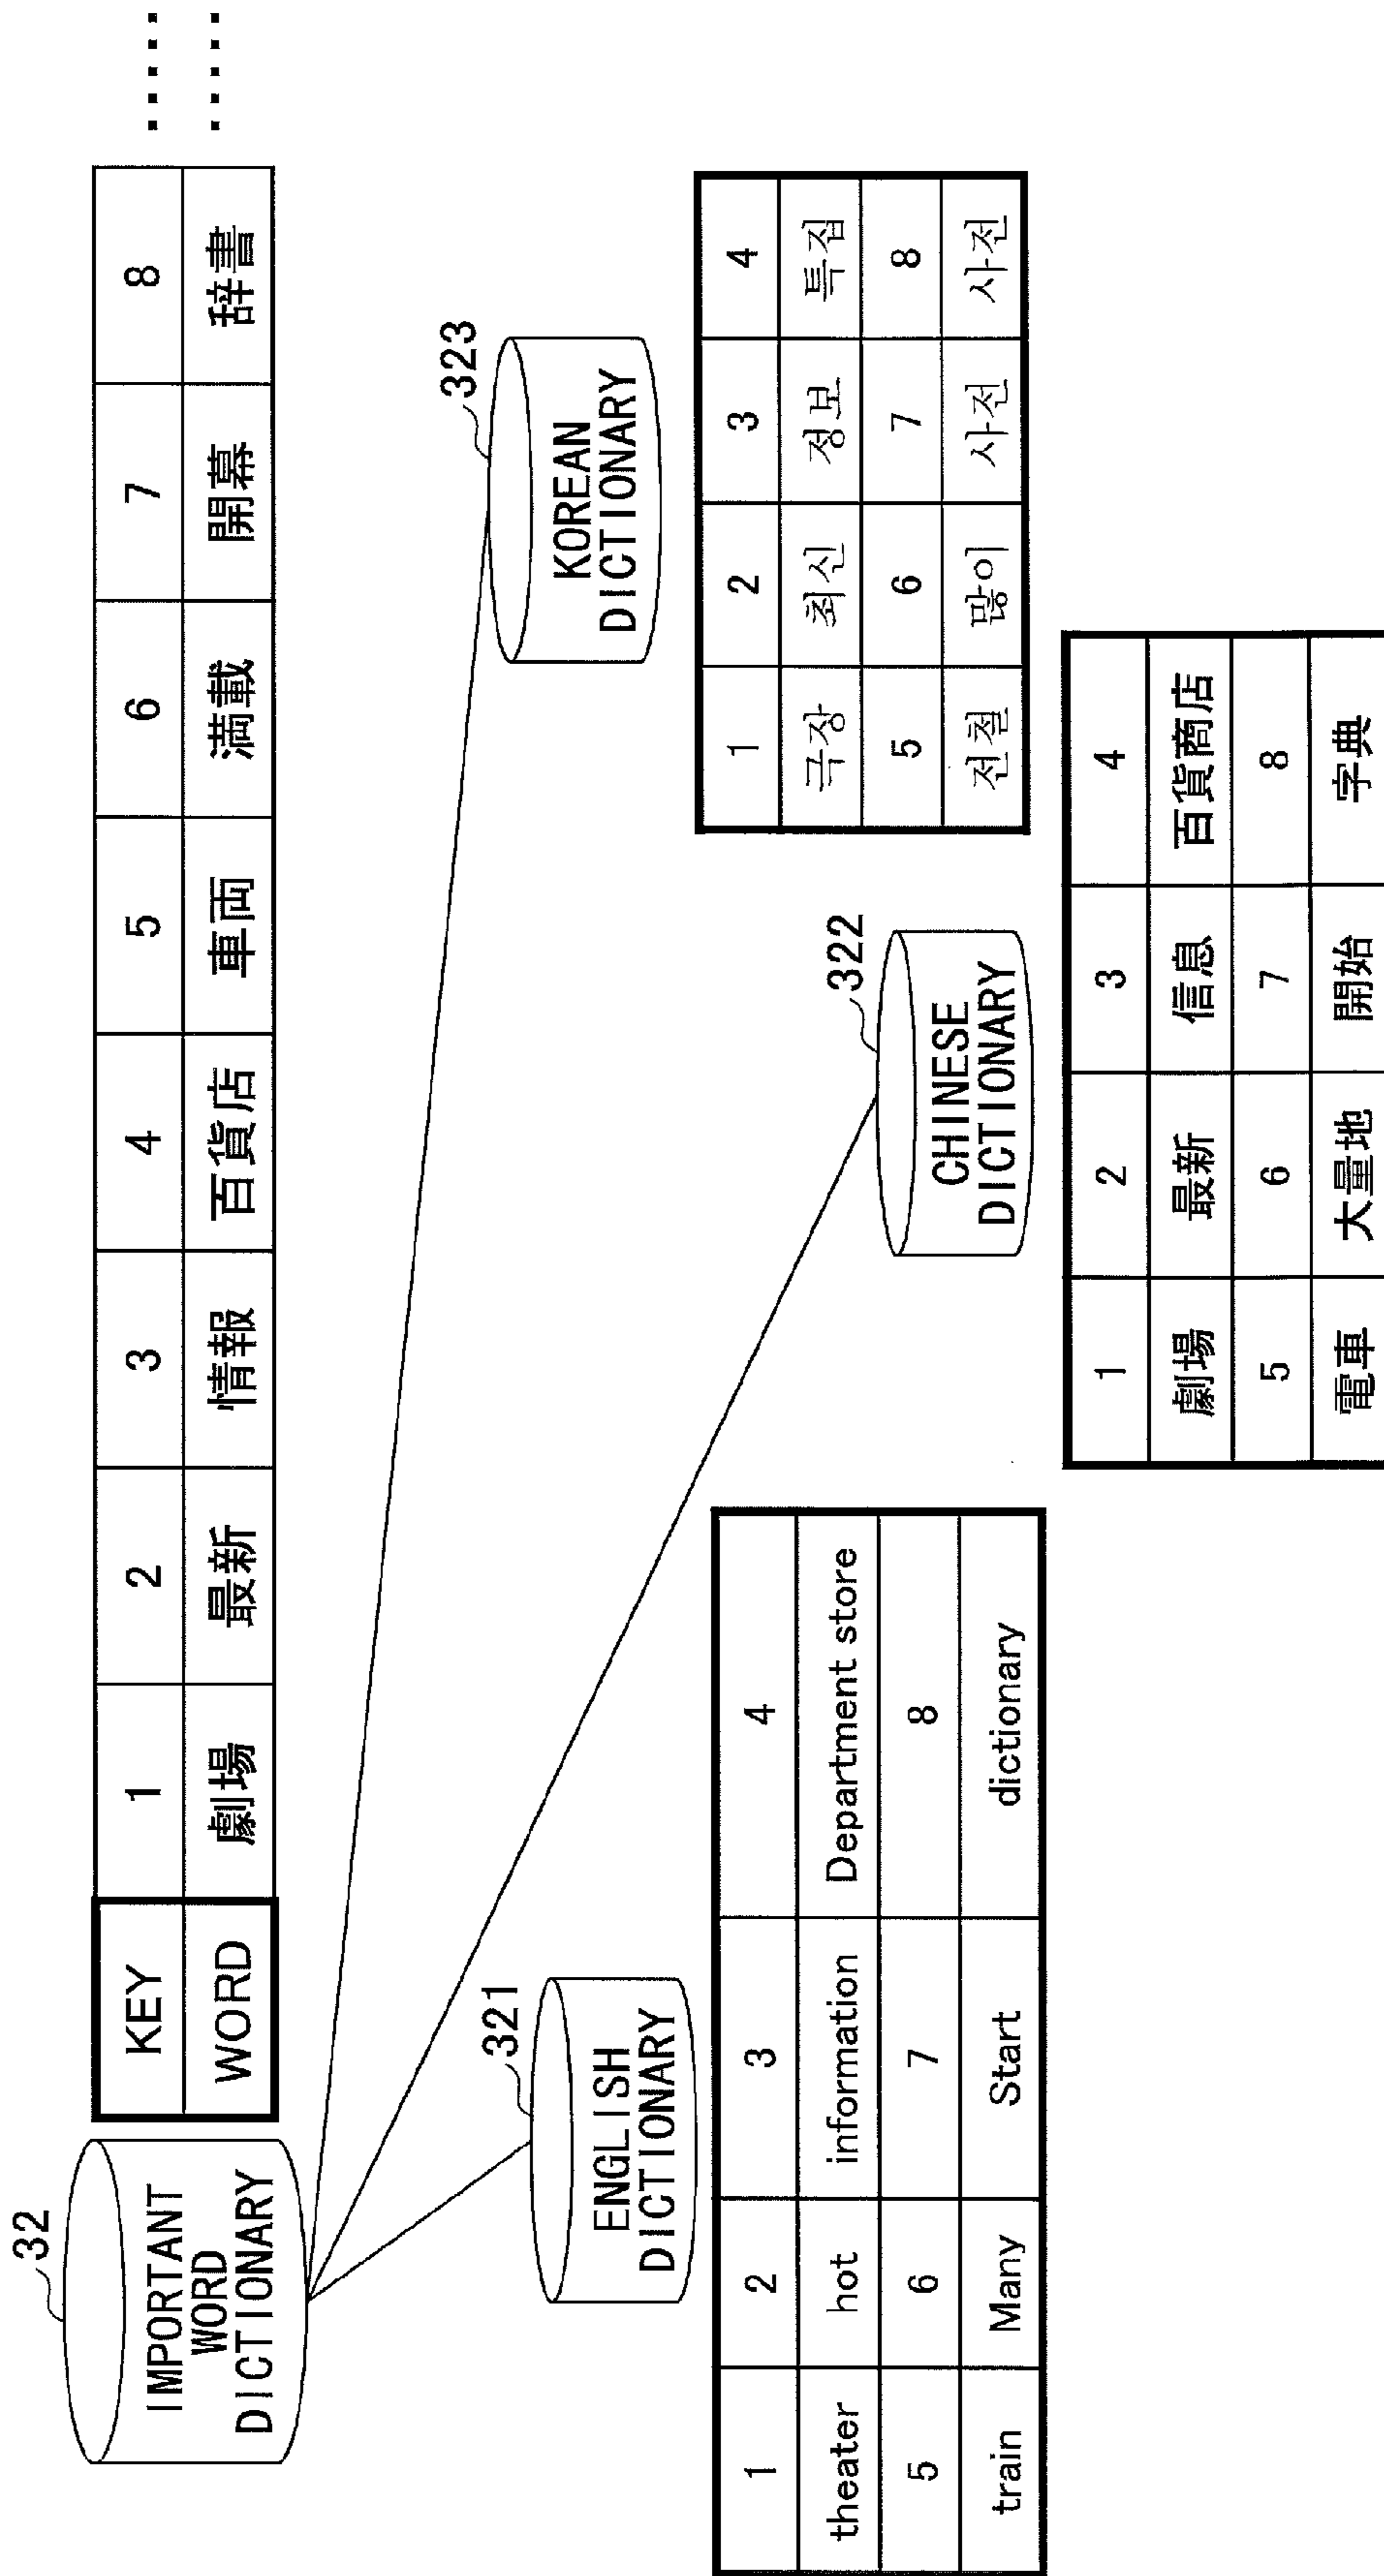 32
IMPORTANT
WORD
DICTIONARY
KEY 1 2 3 4 5 6 7 8 ·····
WORD 劇場 最新 情報 百貨店 車両 満載 開幕 辞書 ·····
321
ENGLISH
DICTIONARY
1 2 3 4
theater hot information Department store
5 6 7 8
train Many Start dictionary
322
CHINESE
DICTIONARY
1 2 3 4
劇場 最新 信息 百貨商店
5 6 7 8
電車 大量地 開始 字典
323
KOREAN
DICTIONARY
1 2 3 4
극장 최신 정보 특집
5 6 7 8
전철 많이 사전 사전